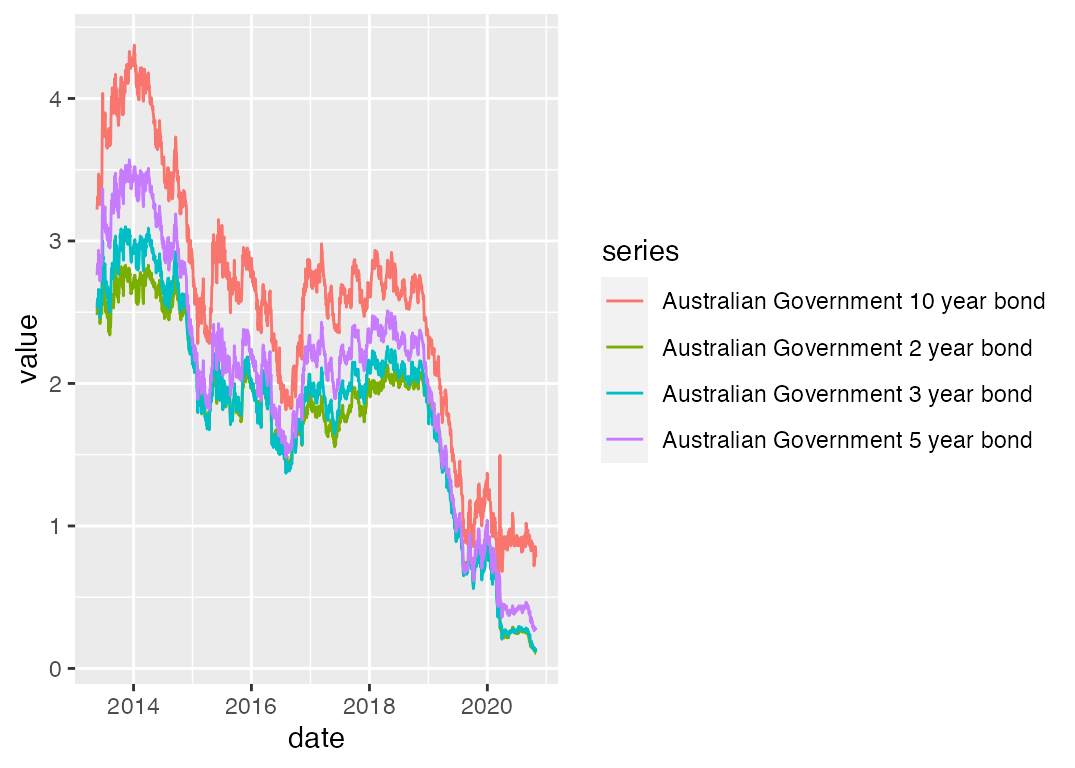 4
3
2
1
0
value
2014 2016 2018 2020
date
series
Australian Government 10 year bond
Australian Government 2 year bond
Australian Government 3 year bond
Australian Government 5 year bond